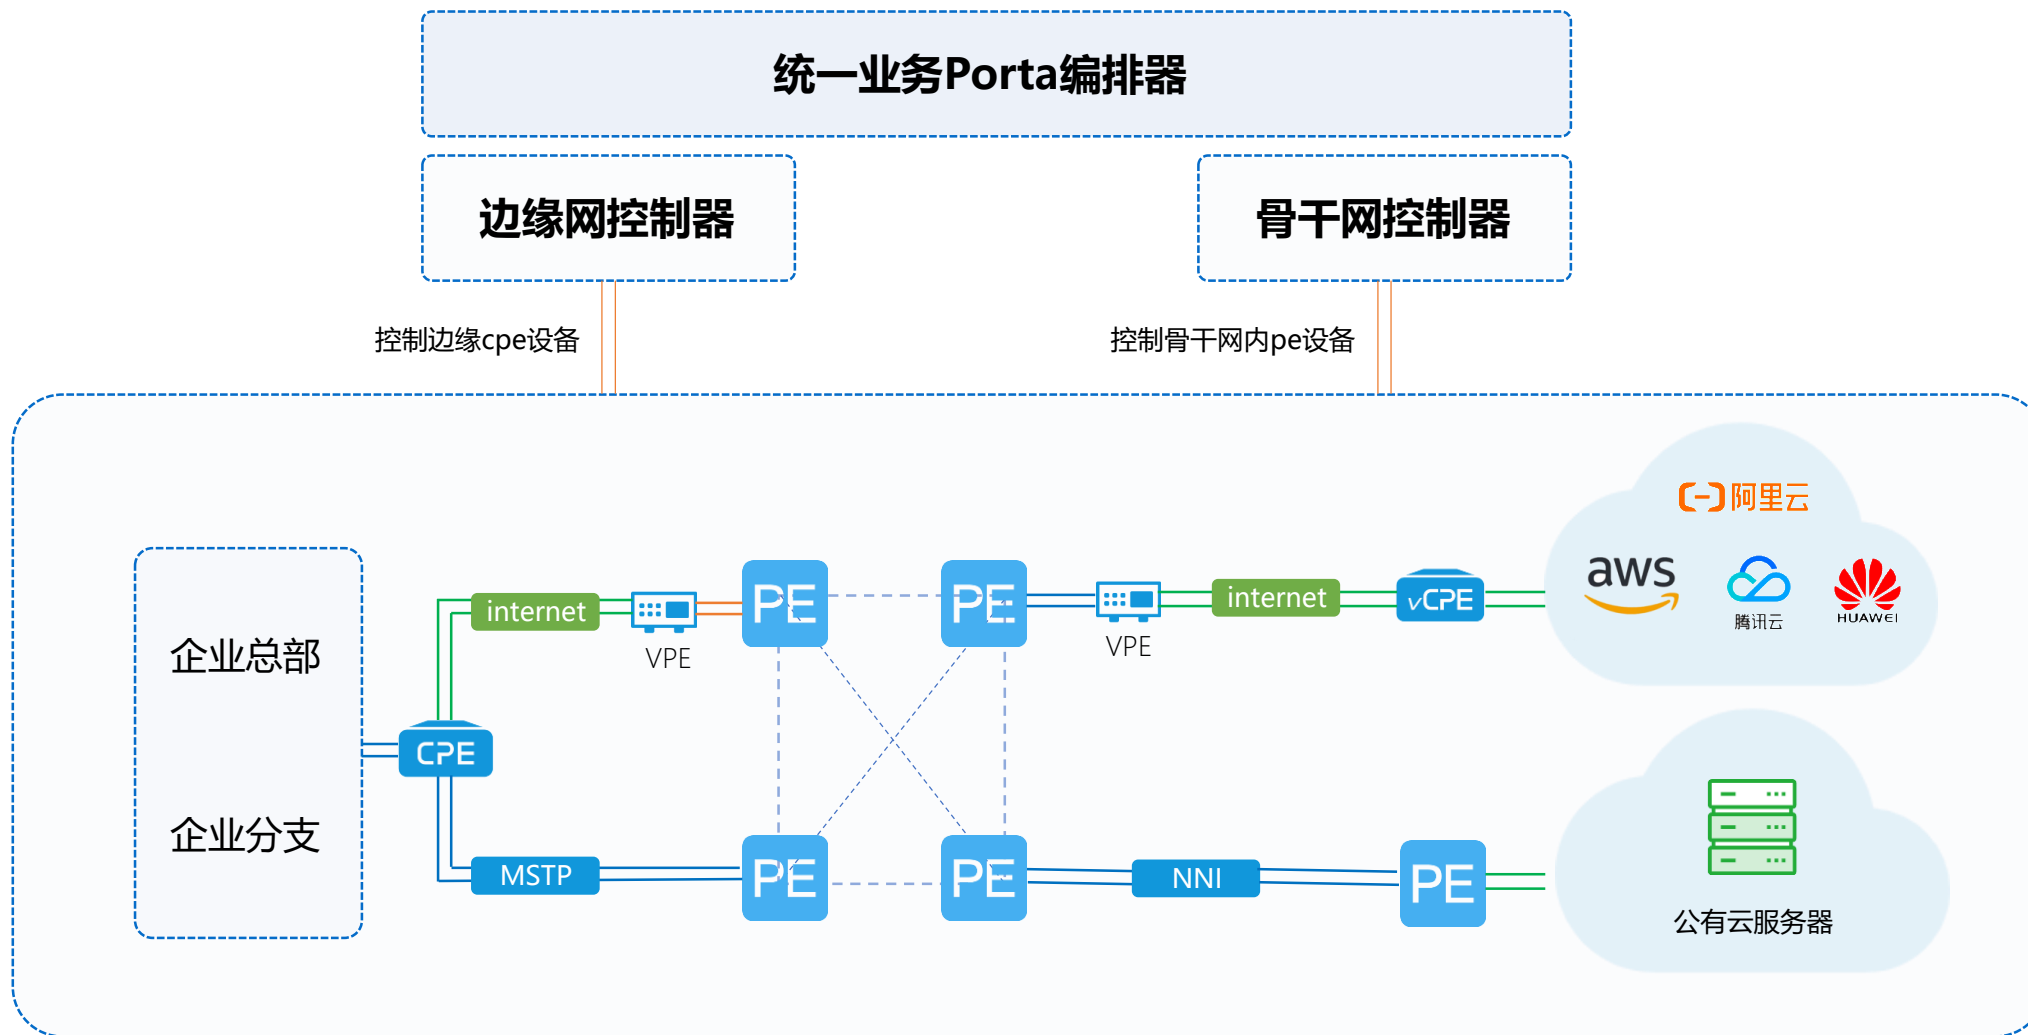 统一业务Porta编排器
边缘网控制器
骨干网控制器
控制边缘cpe设备
控制骨干网内pe设备
阿里云
aws
腾讯云
HUAWEI
企业总部
企业分支
CPE
internet
VPE
PE
PE
VPE
internet
vCPE
MSTP
PE
PE
NNI
PE
公有云服务器